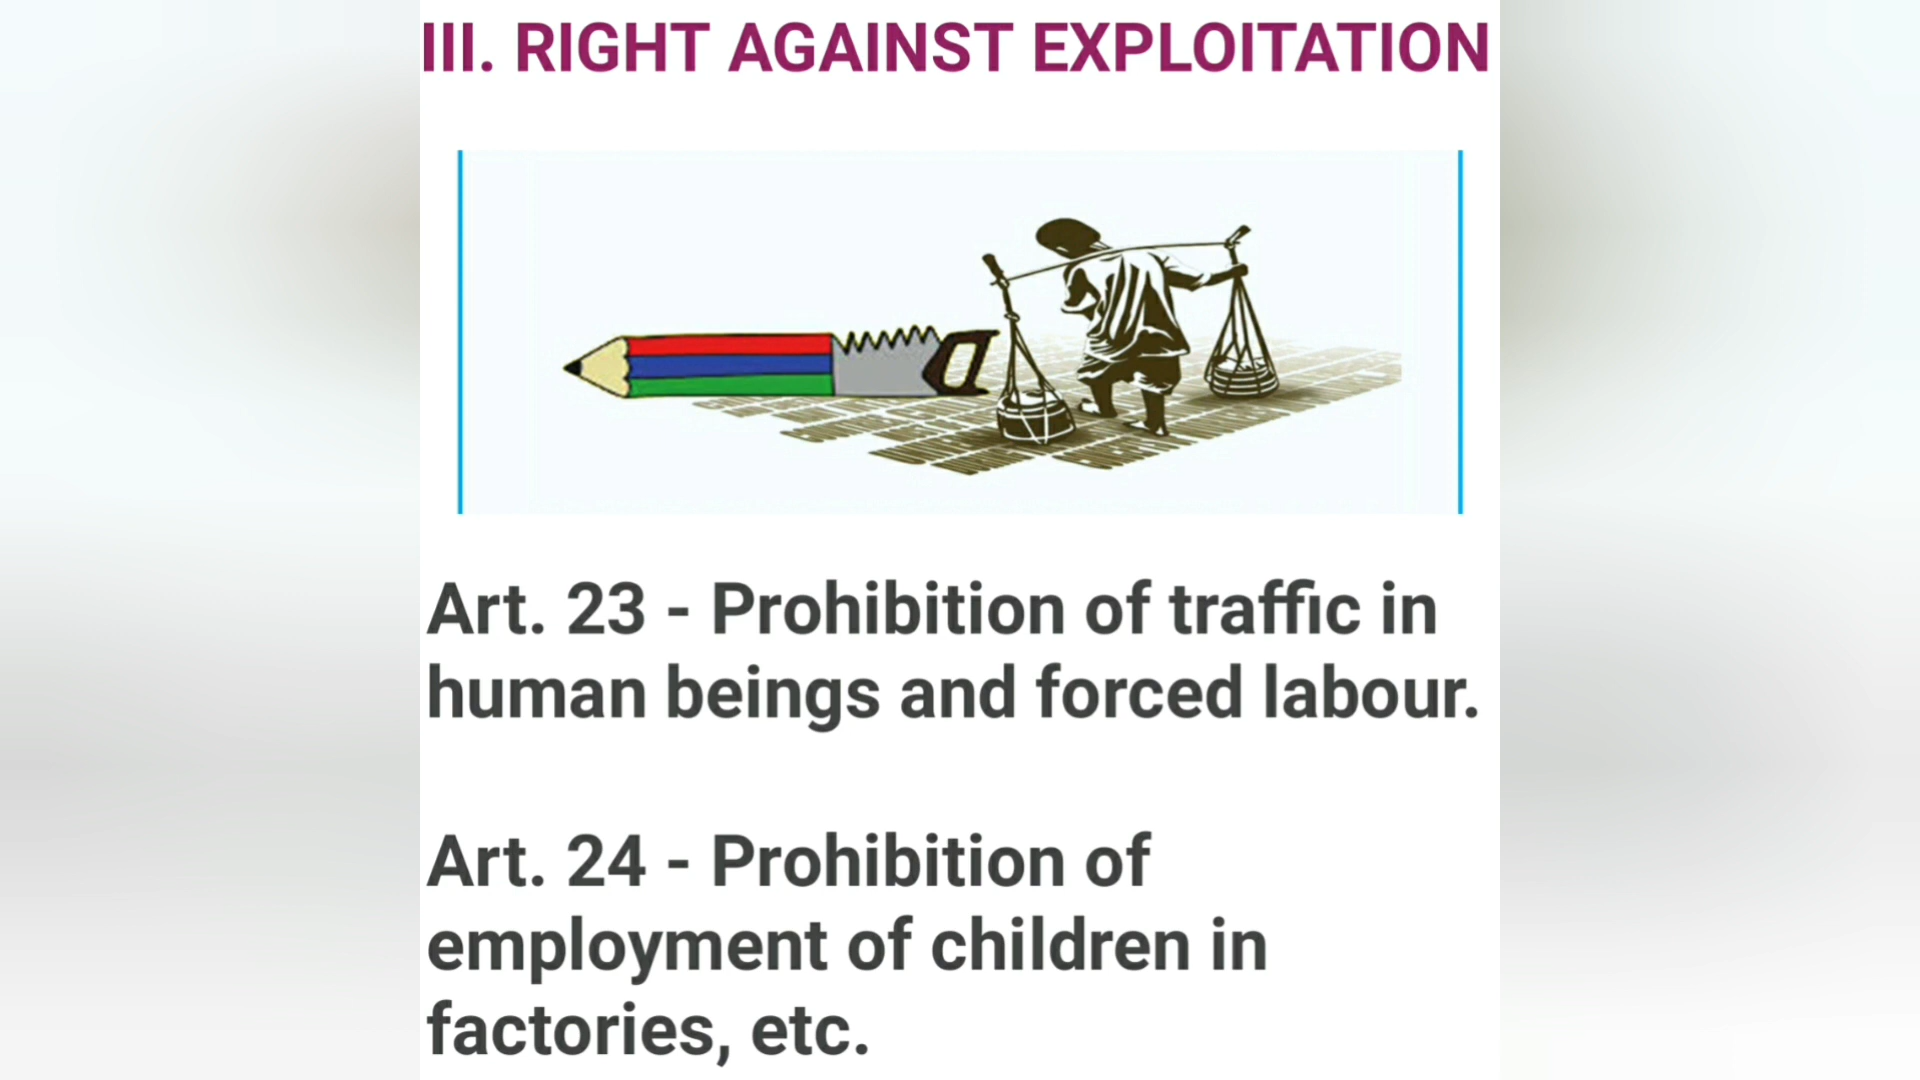 III. RIGHT AGAINST EXPLOITATION
Art. 23 - Prohibition of traffic in
human beings and forced labour.
Art. 24 - Prohibition of
employment of children in
factories, etc.